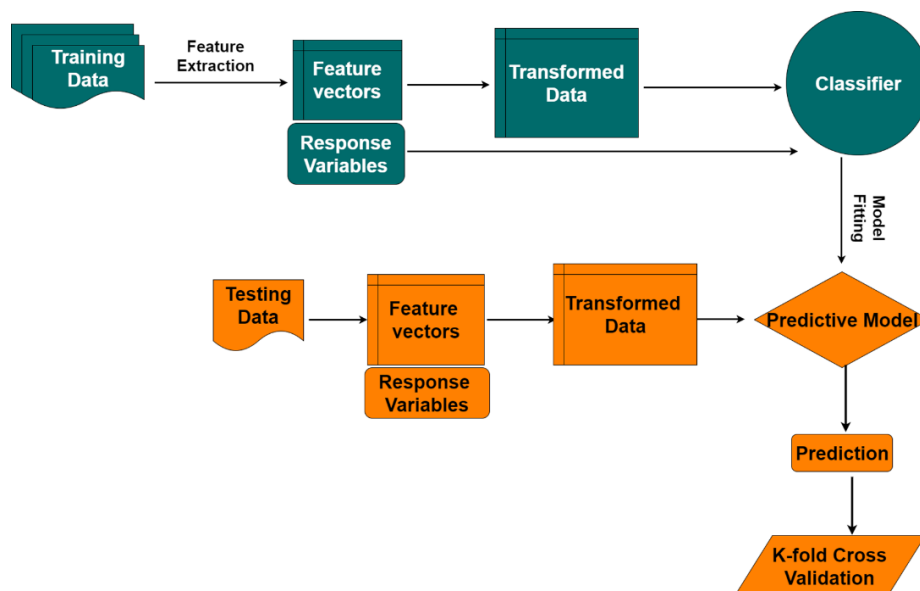 Training
Data
Feature
Extraction
Feature
vectors
Response
Variables
Transformed
Data
Classifier
Model
Fitting
Testing
Data
Feature
vectors
Response
Variables
Transformed
Data
Predictive Model
Prediction
K-fold Cross
Validation